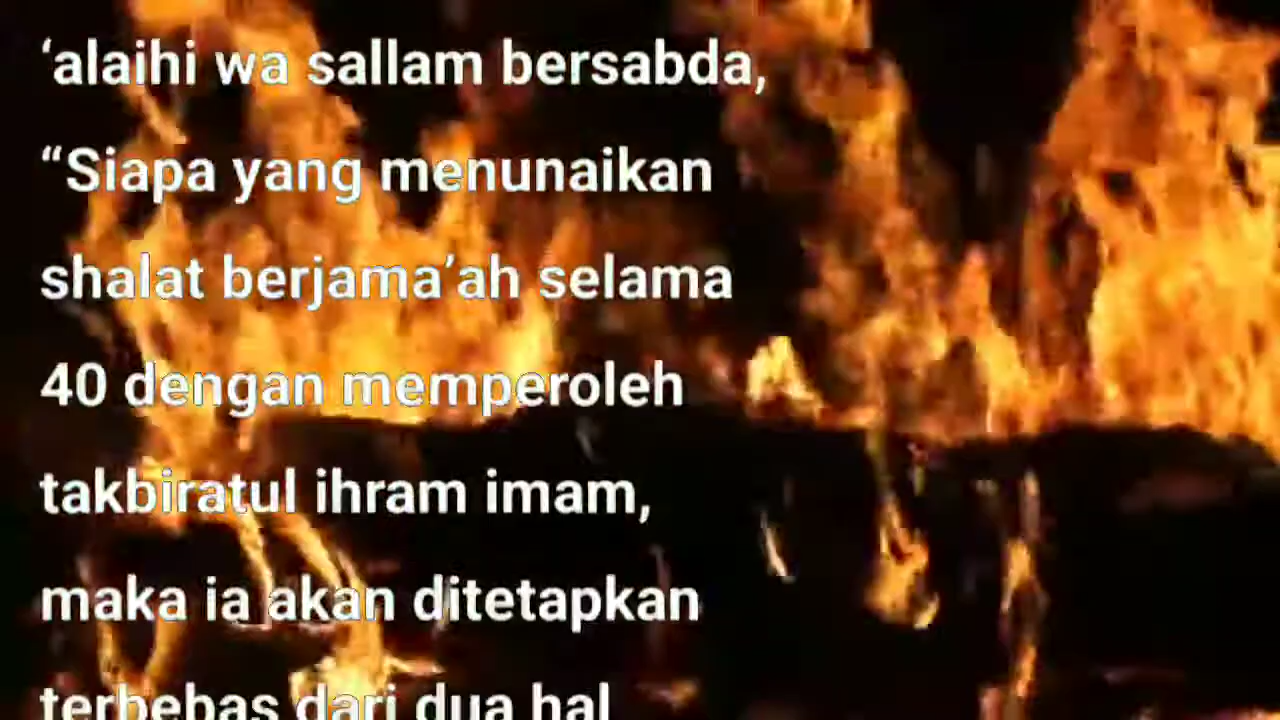 ‘alaihi wa sallam bersabda,
“Siapa yang menunaikan
shalat berjama’ah selama
40 dengan memperoleh
takbiratul ihram imam,
maka ia akan ditetapkan
terbebas dari dua hal